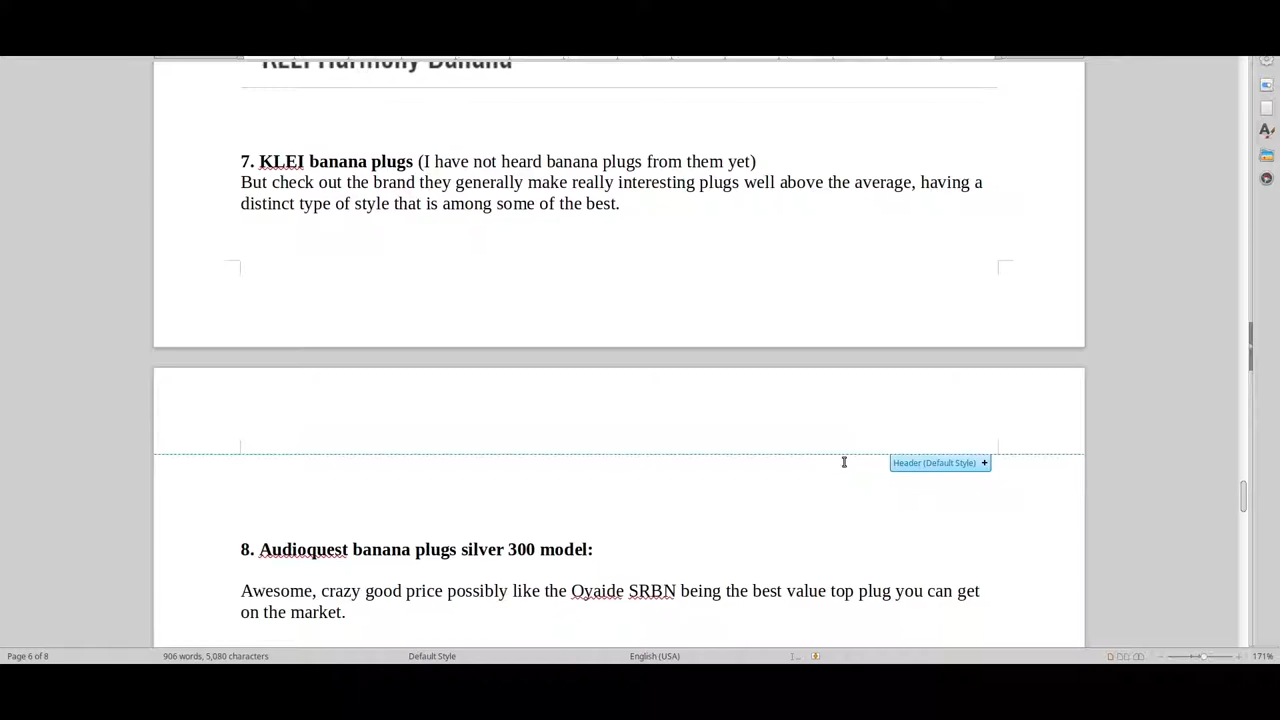 KLEI Harmony Banana
7. KLEI banana plugs (I have not heard banana plugs from them yet)
But check out the brand they generally make really interesting plugs well above the average, having a
distinct type of style that is among some of the best.
Header (Default Style) +
8. Audioquest banana plugs silver 300 model:
Awesome, crazy good price possibly like the Oyaide SRBN being the best value top plug you can get
on the market.
Page 6 of 8 906 words, 5,080 characters Default Style English (USA) 171%